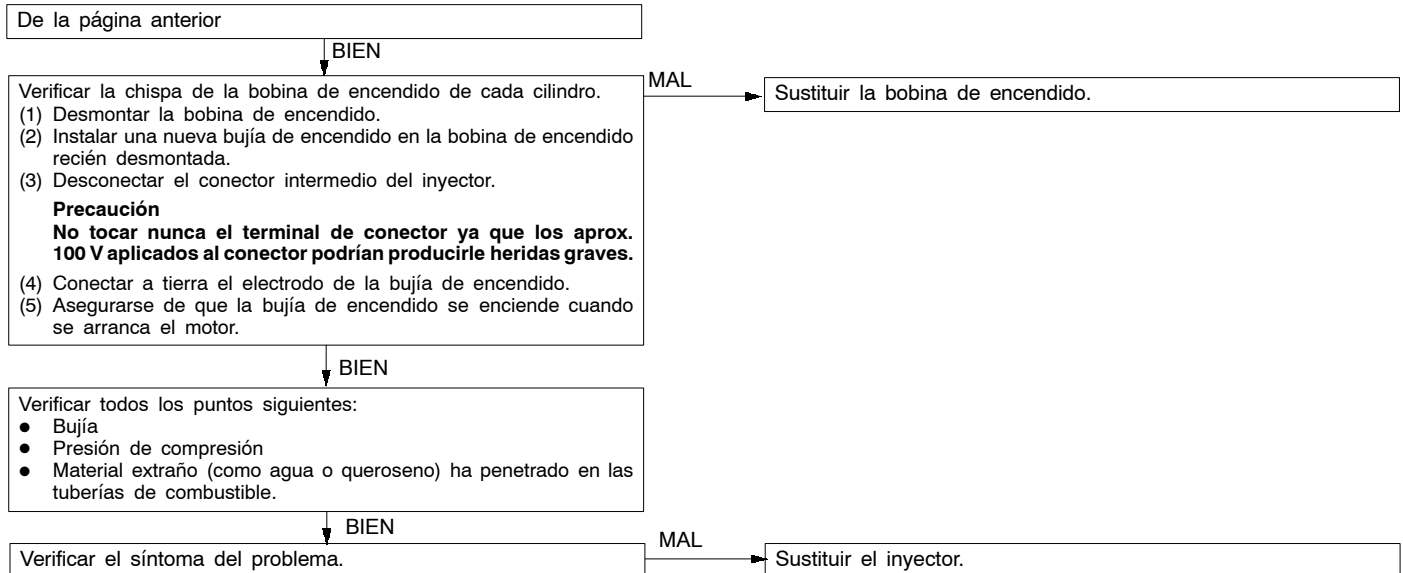 De la página anterior
BIEN
Verificar la chispa de la bobina de encendido de cada cilindro.
(1) Desmontar la bobina de encendido.
(2) Instalar una nueva bujía de encendido en la bobina de encendido
recién desmontada.
(3) Desconectar el conector intermedio del inyector.
Precaución
No tocar nunca el terminal de conector ya que los aprox.
100 V aplicados al conector podrían producirle heridas graves.
(4) Conectar a tierra el electrodo de la bujía de encendido.
(5) Asegurarse de que la bujía de encendido se enciende cuando
se arranca el motor.
MAL
Sustituir la bobina de encendido.
BIEN
Verificar todos los puntos siguientes:
● Bujía
● Presión de compresión
● Material extraño (como agua o queroseno) ha penetrado en las
tuberías de combustible.
BIEN
Verificar el síntoma del problema.
MAL
Sustituir el inyector.